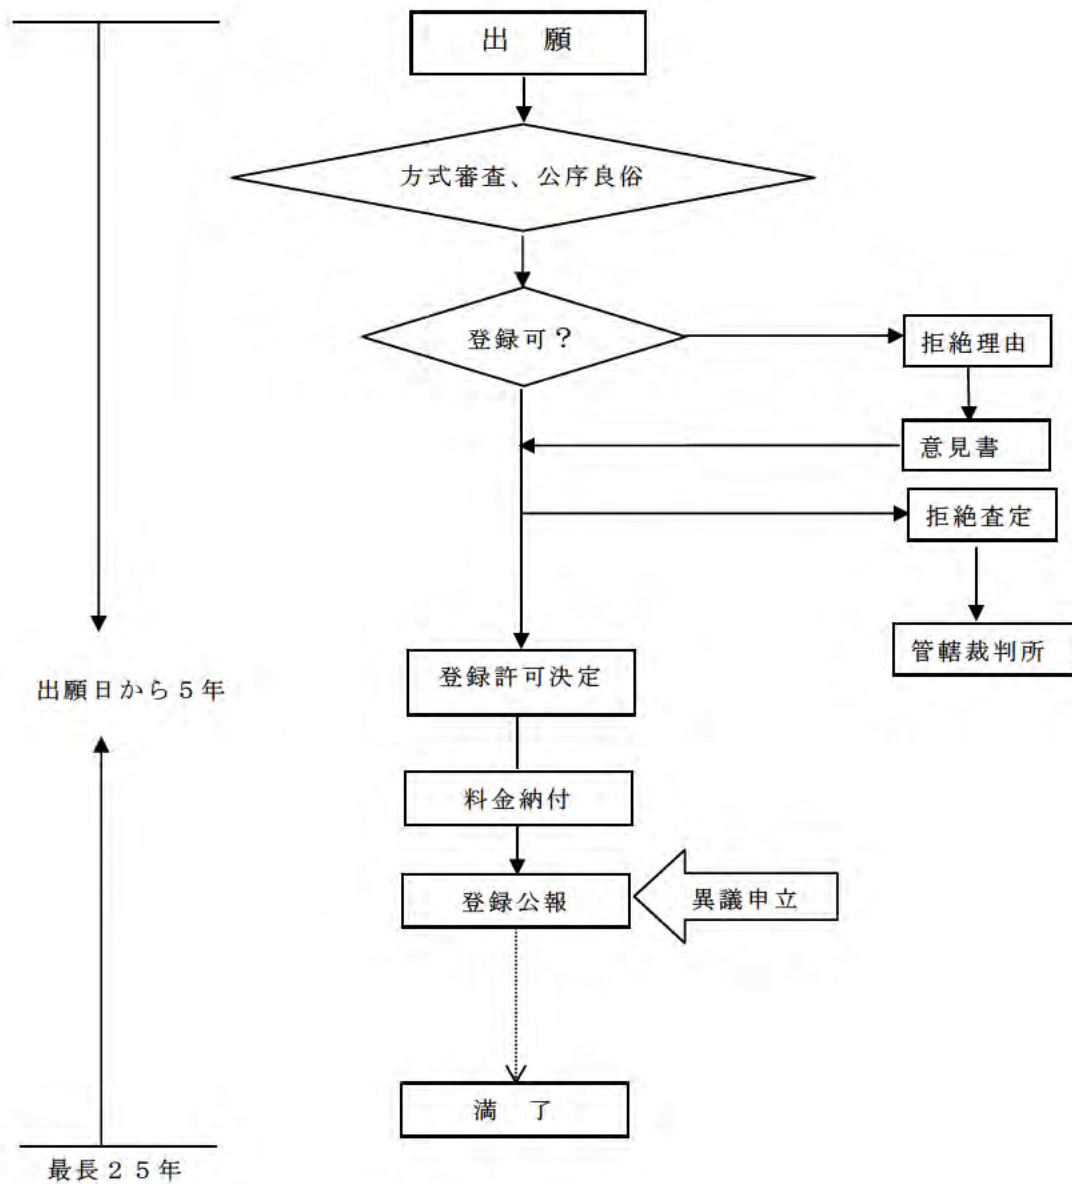 出　願
方式審査、公序良俗
登録可？
拒絶理由
意見書
拒絶査定
管轄裁判所
登録許可決定
出願日から５年
料金納付
登録公報
異議申立
満　了
最長２５年